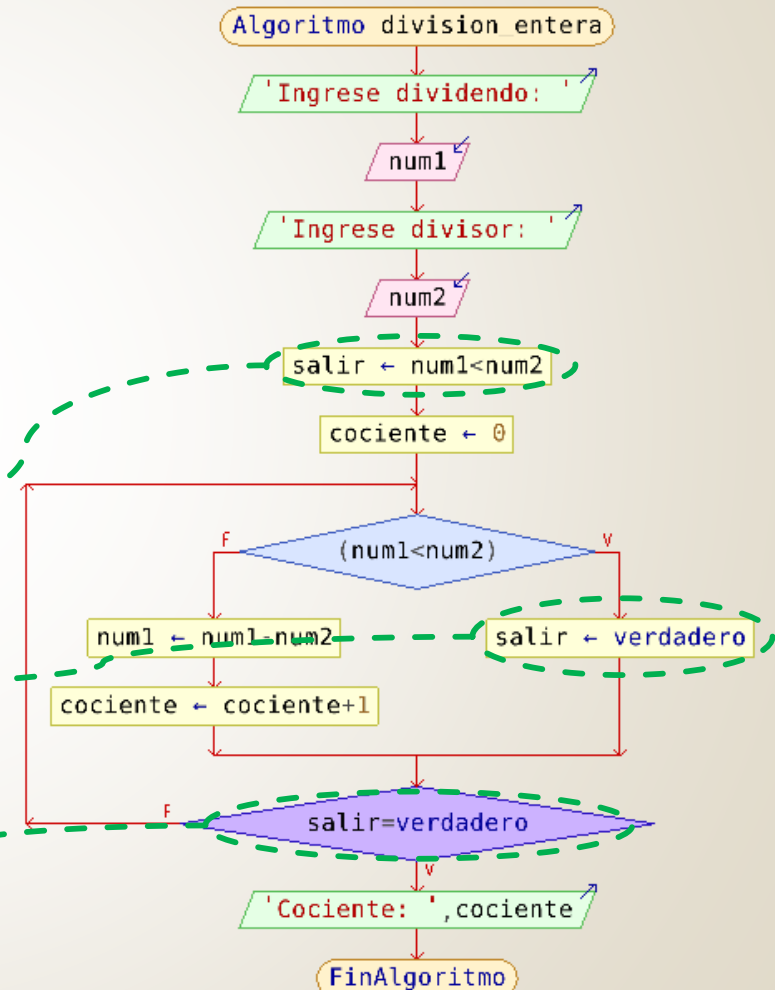 Algoritmo division_entera
'Ingrese dividendo: '
num1
'Ingrese divisor: '
num2
salir ← num1<num2
cociente ← 0
(num1<num2)
F
V
num1 ← num1-num2
salir ← verdadero
cociente ← cociente+1
F
salir=verdadero
V
'Cociente: ',cociente
FinAlgoritmo